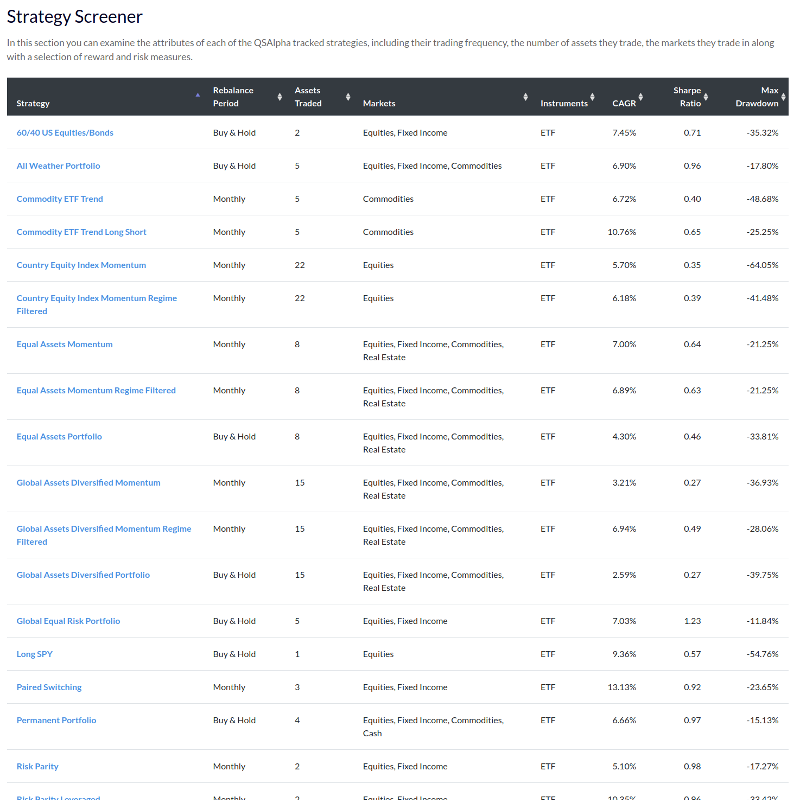 Strategy Screener
In this section you can examine the attributes of each of the QSAlpha tracked strategies, including their trading frequency, the number of assets they trade, the markets they trade in along
with a selection of reward and risk measures.
Strategy Rebalance Period Assets Traded Markets Instruments CAGR Sharpe Ratio Max Drawdown
60/40 US Equities/Bonds Buy & Hold 2 Equities, Fixed Income ETF 7.45% 0.71 -35.32%
All Weather Portfolio Buy & Hold 5 Equities, Fixed Income, Commodities ETF 6.90% 0.96 -17.80%
Commodity ETF Trend Monthly 5 Commodities ETF 6.72% 0.40 -48.68%
Commodity ETF Trend Long Short Monthly 5 Commodities ETF 10.76% 0.65 -25.25%
Country Equity Index Momentum Monthly 22 Equities ETF 5.70% 0.35 -64.05%
Country Equity Index Momentum Regime Monthly 22 Equities ETF 6.18% 0.39 -41.48%
Filtered
Equal Assets Momentum Monthly 8 Equities, Fixed Income, Commodities, ETF 7.00% 0.64 -21.25%
Real Estate
Equal Assets Momentum Regime Filtered Monthly 8 Equities, Fixed Income, Commodities, ETF 6.89% 0.63 -21.25%
Real Estate
Equal Assets Portfolio Buy & Hold 8 Equities, Fixed Income, Commodities, ETF 4.30% 0.46 -33.81%
Real Estate
Global Assets Diversified Momentum Monthly 15 Equities, Fixed Income, Commodities, ETF 3.21% 0.27 -36.93%
Real Estate
Global Assets Diversified Momentum Regime Monthly 15 Equities, Fixed Income, Commodities, ETF 6.94% 0.49 -28.06%
Filtered Real Estate
Global Assets Diversified Portfolio Buy & Hold 15 Equities, Fixed Income, Commodities, ETF 2.59% 0.27 -39.75%
Real Estate
Global Equal Risk Portfolio Buy & Hold 5 Equities, Fixed Income ETF 7.03% 1.23 -11.84%
Long SPY Buy & Hold 1 Equities ETF 9.36% 0.57 -54.76%
Paired Switching Monthly 3 Equities, Fixed Income ETF 13.13% 0.92 -23.65%
Permanent Portfolio Buy & Hold 4 Equities, Fixed Income, Commodities, ETF 6.66% 0.97 -15.13%
Cash
Risk Parity Monthly 2 Equities, Fixed Income ETF 5.10% 0.98 -17.27%
Risk Parity Leveraged Monthly 2 Equities, Fixed Income ETF 10.35% 0.86 -33.42%